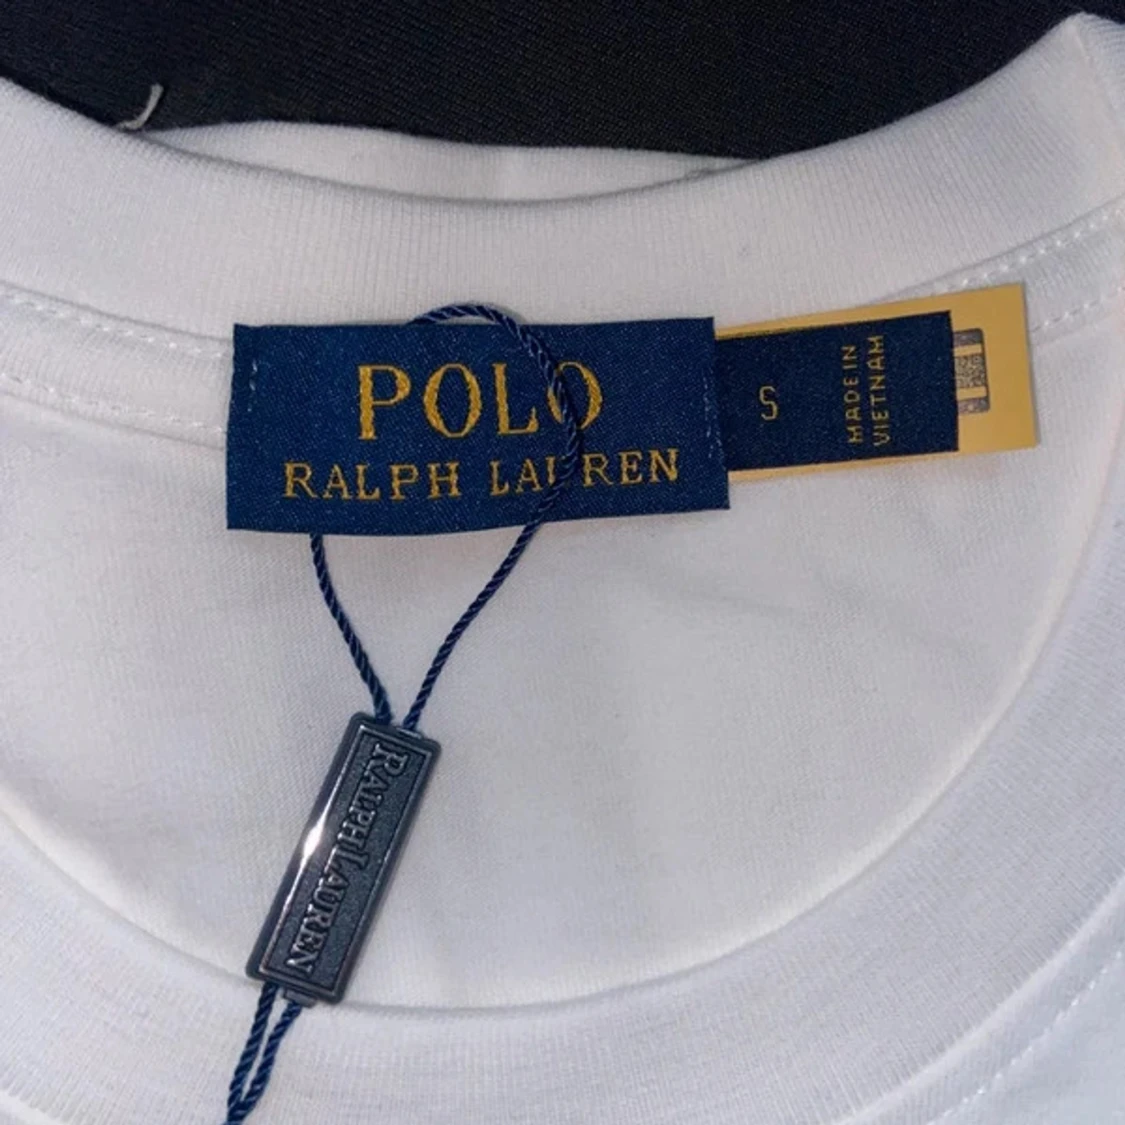 POLO
RALPH LAUREN
S
MADE IN
VIETNAM
RALPH LAUREN